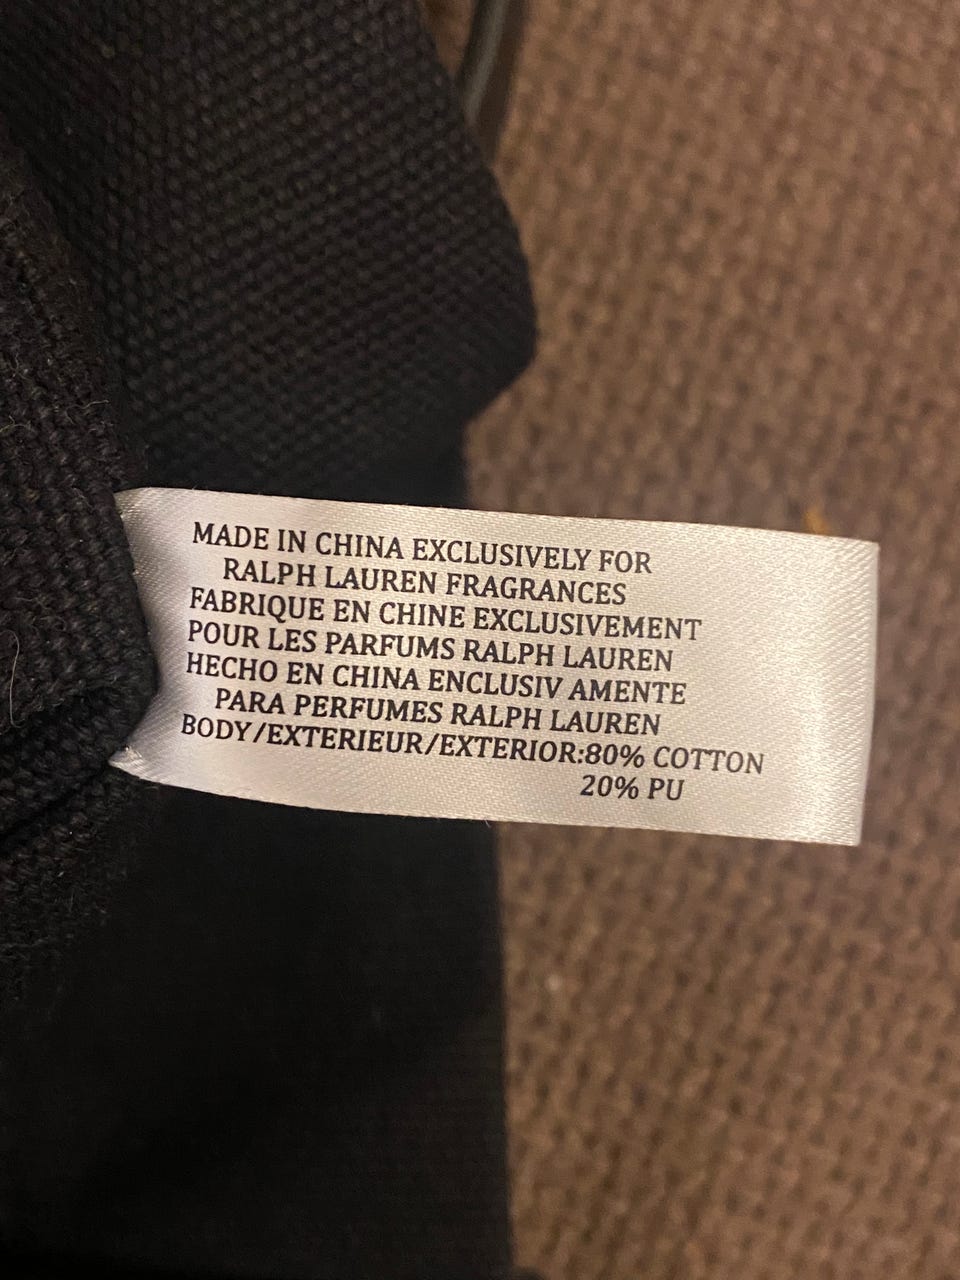 MADE IN CHINA EXCLUSIVELY FOR
RALPH LAUREN FRAGRANCES
FABRIQUE EN CHINE EXCLUSIVEMENT
POUR LES PARFUMS RALPH LAUREN
HECHO EN CHINA ENCLUSIV AMENTE
PARA PERFUMES RALPH LAUREN
BODY/EXTERIEUR/EXTERIOR:80% COTTON
20% PU